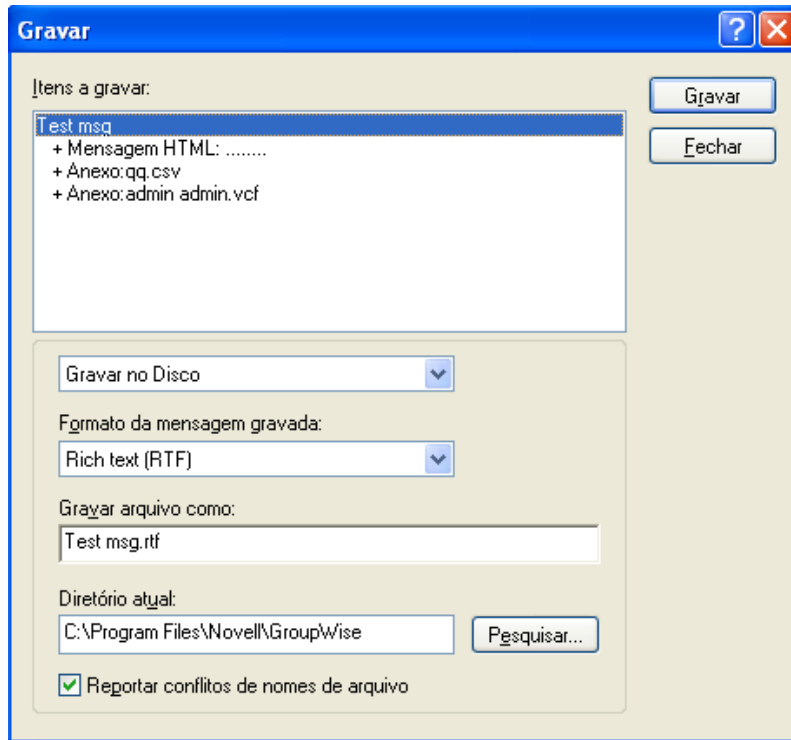 Gravar
Itens a gravar:
Test msg
+ Mensagem HTML: ........
+ Anexo:qq.csv
+ Anexo:admin admin.vcf
Gravar
Fechar
Gravar no Disco
Formato da mensagem gravada:
Rich text (RTF)
Gravar arquivo como:
Test msg.rtf
Diretório atual:
C:\Program Files\Novell\GroupWise
Pesquisar...
Reportar conflitos de nomes de arquivo